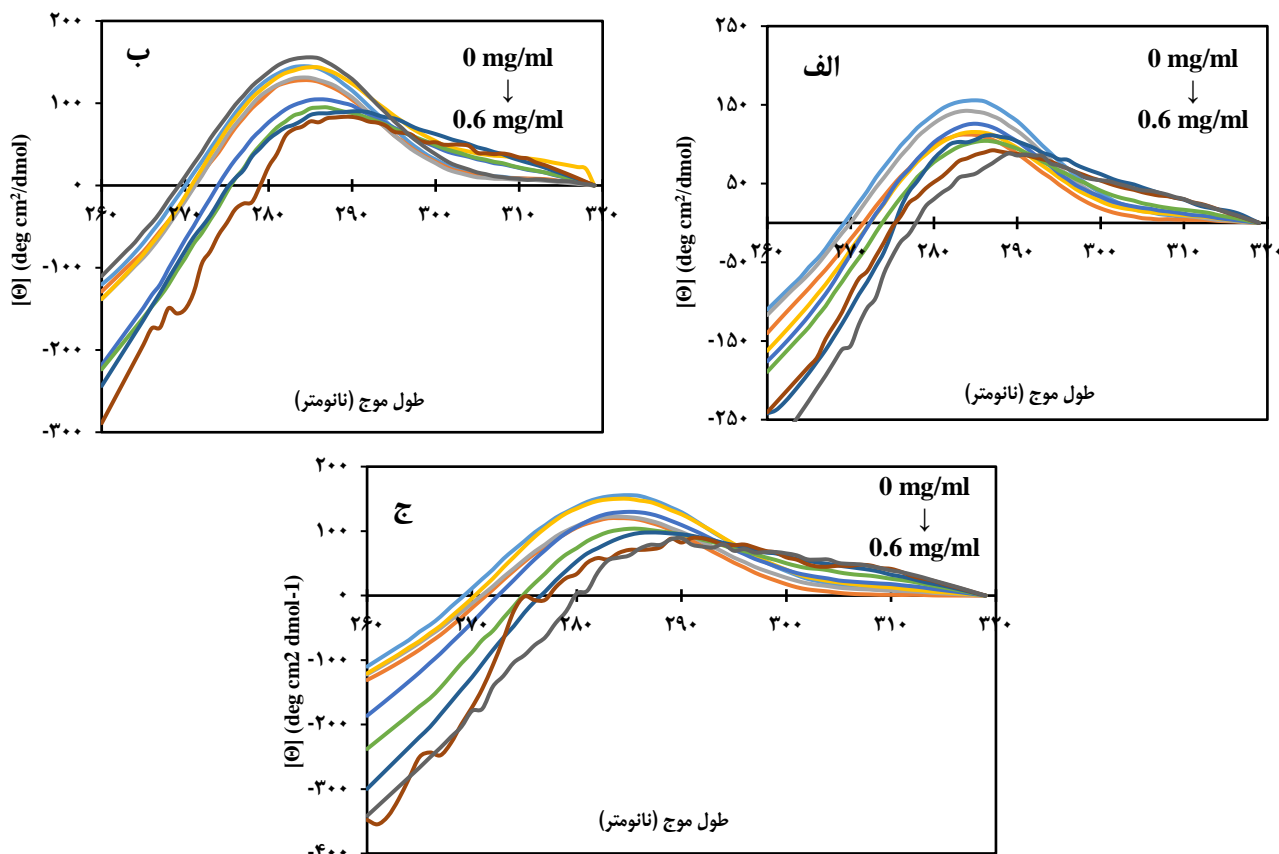 الف
0 mg/ml
↓
0.6 mg/ml
[Θ] (deg cm²/dmol)
۲۵۰
۱۵۰
۵۰
-۵۰
-۱۵۰
-۲۵۰
۲۶۰ ۲۷۰ ۲۸۰ ۲۹۰ ۳۰۰ ۳۱۰ ۳۲۰
طول موج (نانومتر)
ب
0 mg/ml
↓
0.6 mg/ml
[Θ] (deg cm²/dmol)
۲۰۰
۱۰۰
۰
-۱۰۰
-۲۰۰
-۳۰۰
۲۶۰ ۲۷۰ ۲۸۰ ۲۹۰ ۳۰۰ ۳۱۰ ۳۲۰
طول موج (نانومتر)
ج
0 mg/ml
↓
0.6 mg/ml
[Θ] (deg cm2 dmol-1)
۲۰۰
۱۰۰
۰
-۱۰۰
-۲۰۰
-۳۰۰
-۴۰۰
۲۶۰ ۲۷۰ ۲۸۰ ۲۹۰ ۳۰۰ ۳۱۰ ۳۲۰
طول موج (نانومتر)